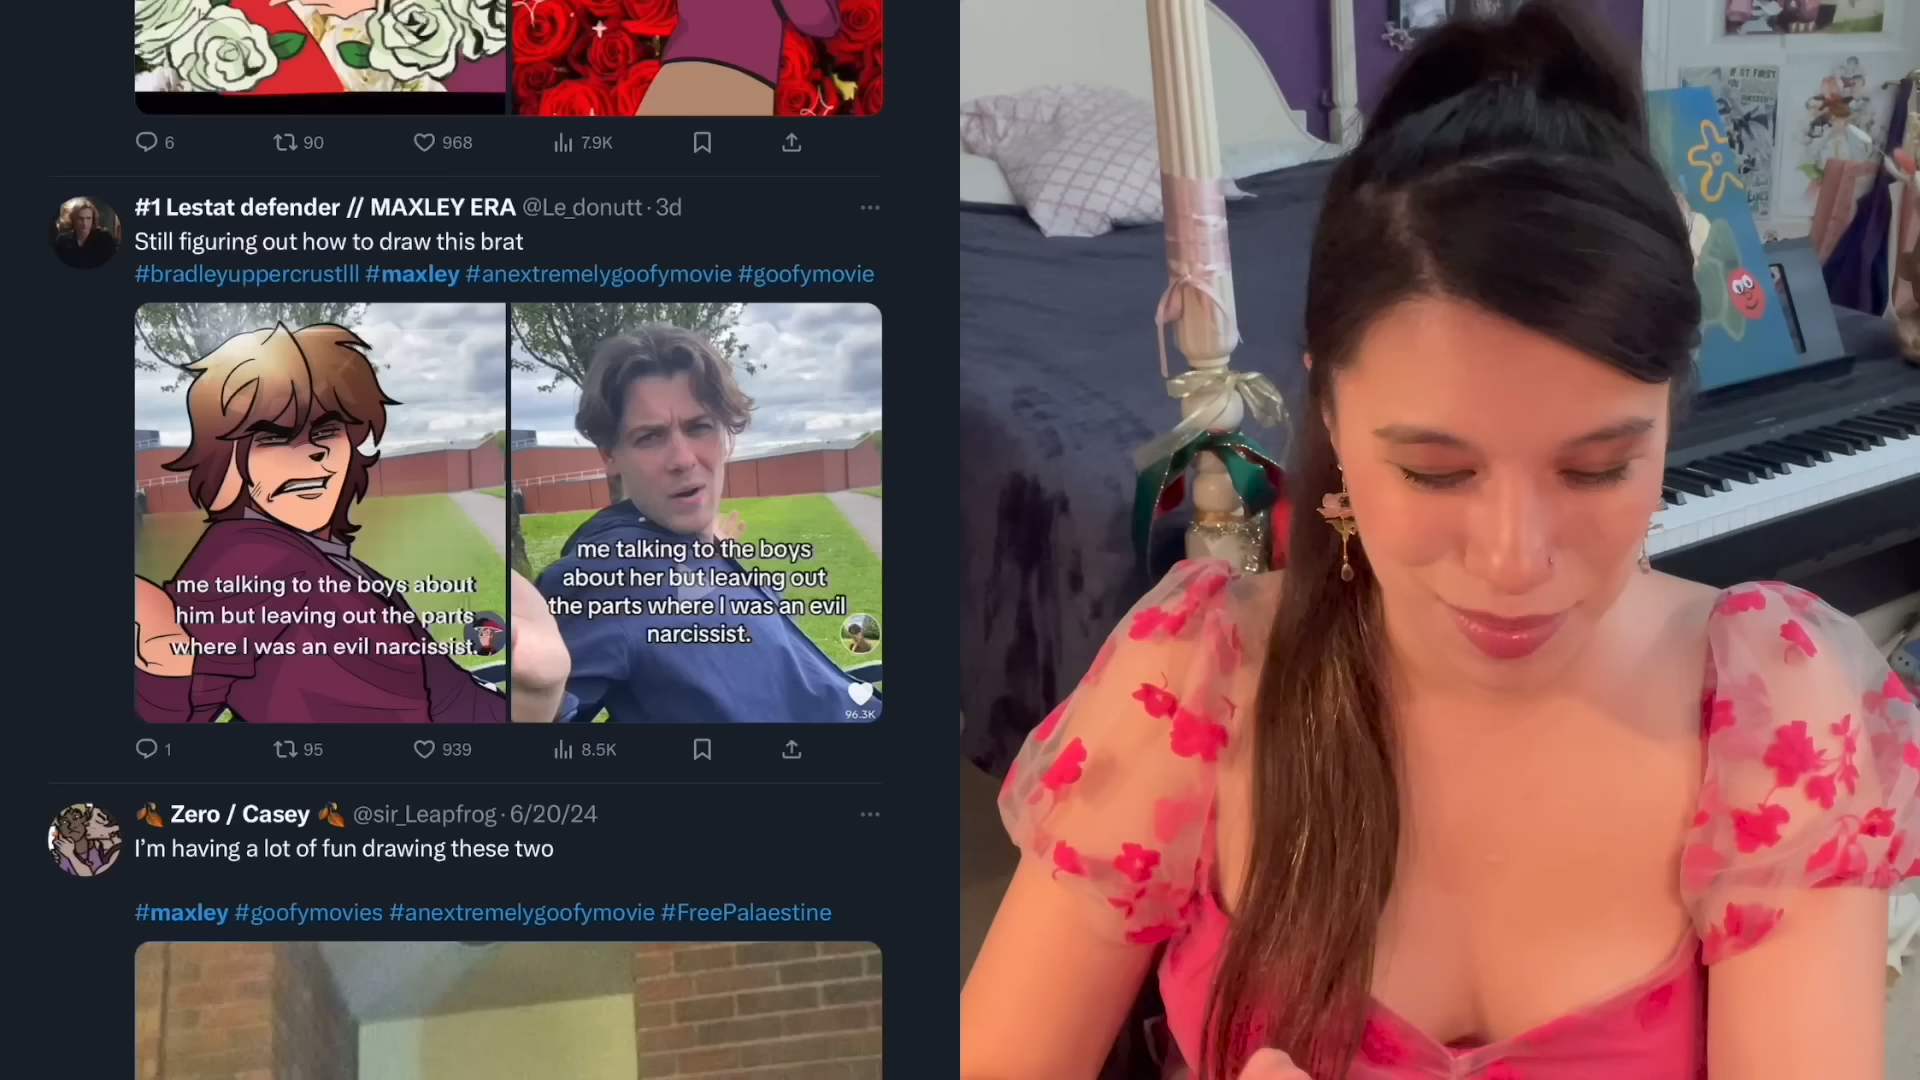 6
90
968
7.9K
#1 Lestat defender // MAXLEY ERA @Le_donutt · 3d
Still figuring out how to draw this brat
#bradleyuppercrustlll #maxley #anextremelygoofymovie #goofymovie
me talking to the boys about
him but leaving out the parts
where I was an evil narcissist.
me talking to the boys
about her but leaving out
the parts where I was an evil
narcissist.
96.3K
1
95
939
8.5K
Zero / Casey @sir_Leapfrog · 6/20/24
I'm having a lot of fun drawing these two
#maxley #goofymovies #anextremelygoofymovie #FreePalaestine